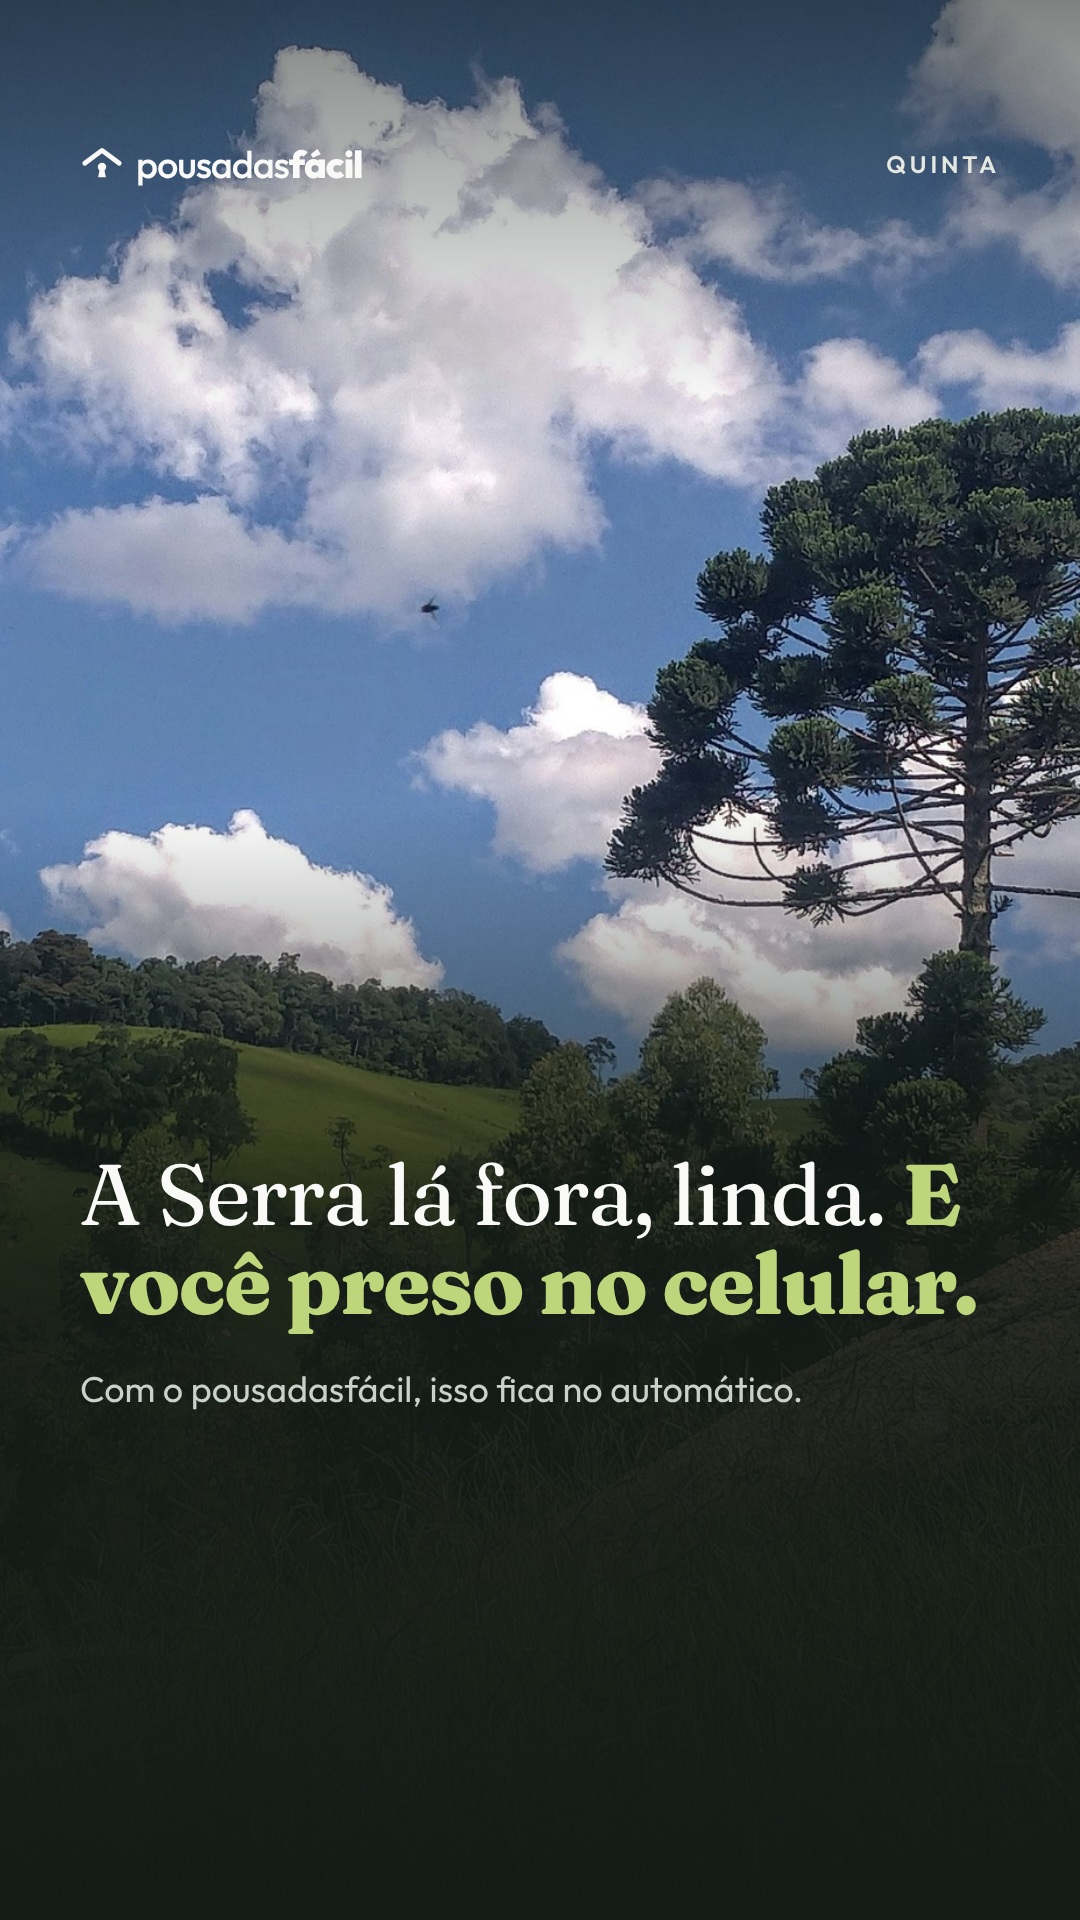 pousadasfácil
QUINTA
A Serra lá fora, linda. E
você preso no celular.
Com o pousadasfácil, isso fica no automático.